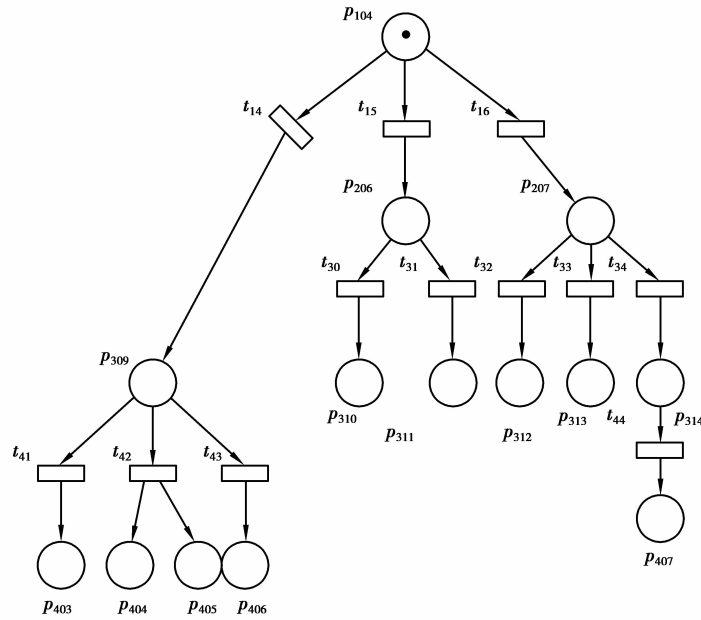 p104
t14 t15 t16
p206 p207
t30 t31 t32 t33 t34
p309
p310 p311 p312 p313 t44 p314
t41 t42 t43
p407
p403 p404 p405 p406